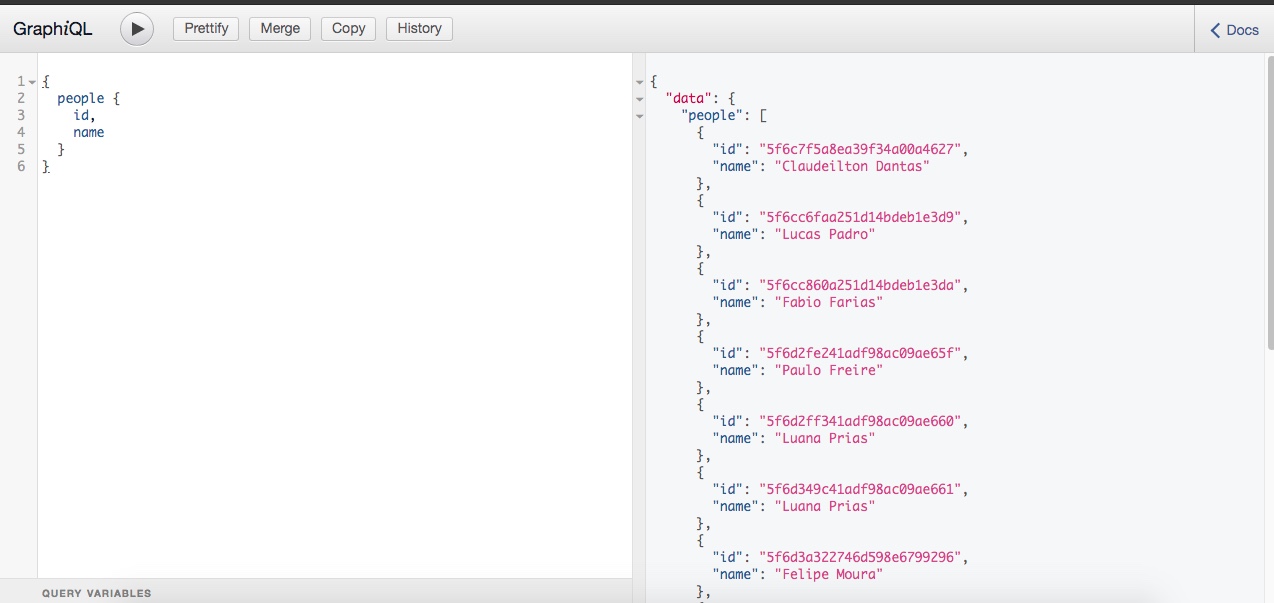 GraphiQL Prettify Merge Copy History Docs
1 {
2 people {
3 id,
4 name
5 }
6 }
QUERY VARIABLES
{
"data": {
"people": [
{
"id": "5f6c7f5a8ea39f34a00a4627",
"name": "Claudeilton Dantas"
},
{
"id": "5f6cc6faa251d14bdeb1e3d9",
"name": "Lucas Padro"
},
{
"id": "5f6cc860a251d14bdeb1e3da",
"name": "Fabio Farias"
},
{
"id": "5f6d2fe241adf98ac09ae65f",
"name": "Paulo Freire"
},
{
"id": "5f6d2ff341adf98ac09ae660",
"name": "Luana Prias"
},
{
"id": "5f6d349c41adf98ac09ae661",
"name": "Luana Prias"
},
{
"id": "5f6d3a322746d598e6799296",
"name": "Felipe Moura"
},